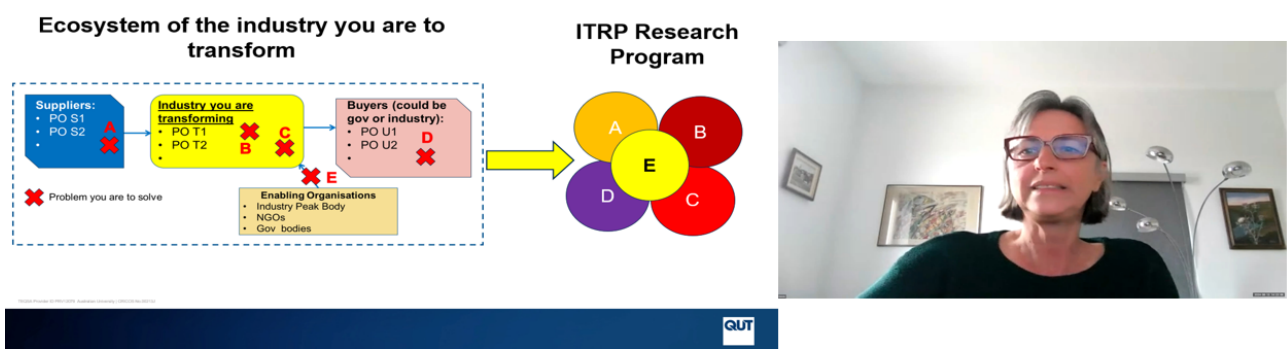 Ecosystem of the industry you are to
transform
ITRP Research
Program
Suppliers:
• PO S1
• PO S2
•
A
Industry you are
transforming
• PO T1
• PO T2
•
B
C
Buyers (could be
gov or industry):
• PO U1
• PO U2
•
D
E
Problem you are to solve
Enabling Organisations
• Industry Peak Body
• NGOs
• Gov bodies
A
B
E
D
C
QUT